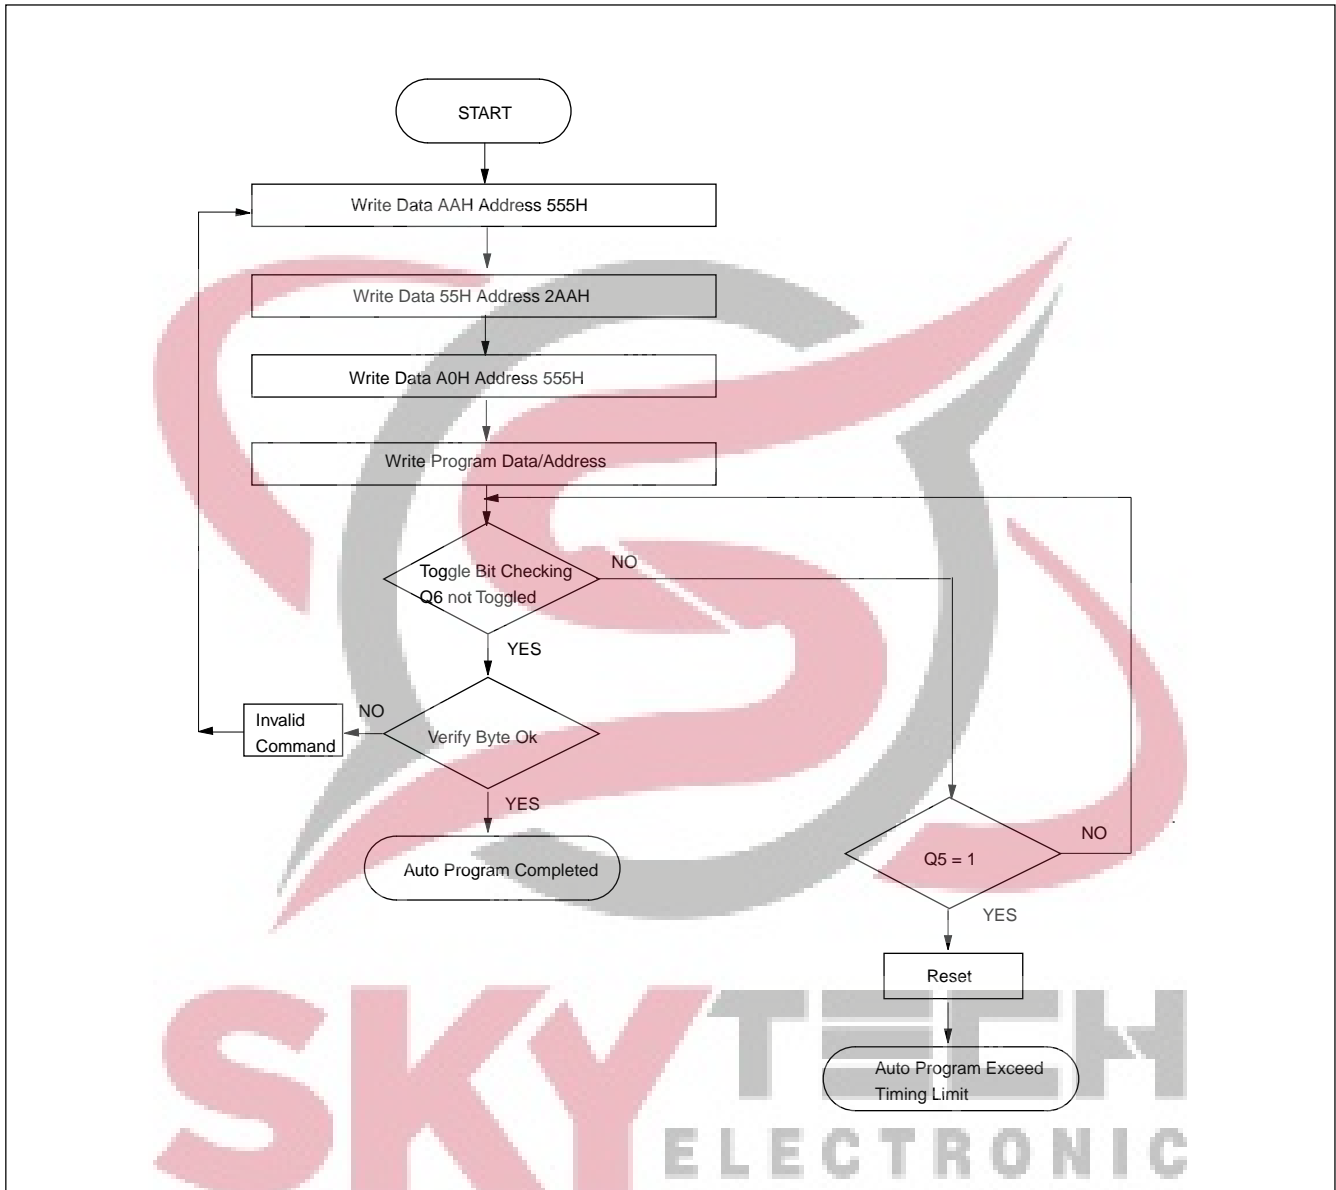 START
Write Data AAH Address 555H
Write Data 55H Address 2AAH
Write Data A0H Address 555H
Write Program Data/Address
Toggle Bit Checking
Q6 not Toggled
NO
YES
Invalid
Command
NO
Verify Byte Ok
YES
Auto Program Completed
Q5 = 1
NO
YES
Reset
Auto Program Exceed
Timing Limit
SKYTECH
ELECTRONIC